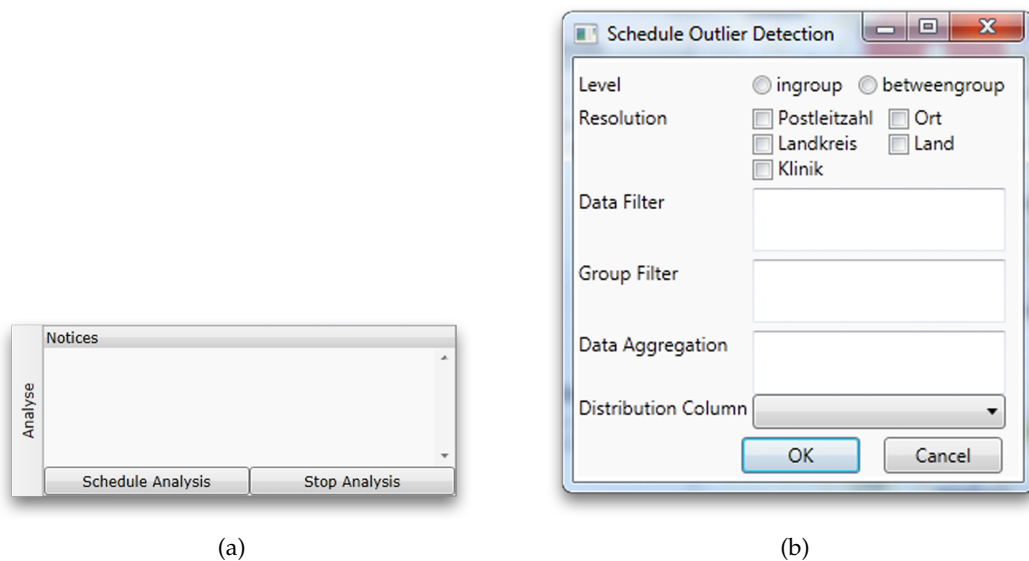 Notices
Analyse
Schedule Analysis Stop Analysis
(a)
Schedule Outlier Detection
Level ingroup betweengroup
Resolution Postleitzahl Ort
Landkreis Land
Klinik
Data Filter
Group Filter
Data Aggregation
Distribution Column
OK Cancel
(b)